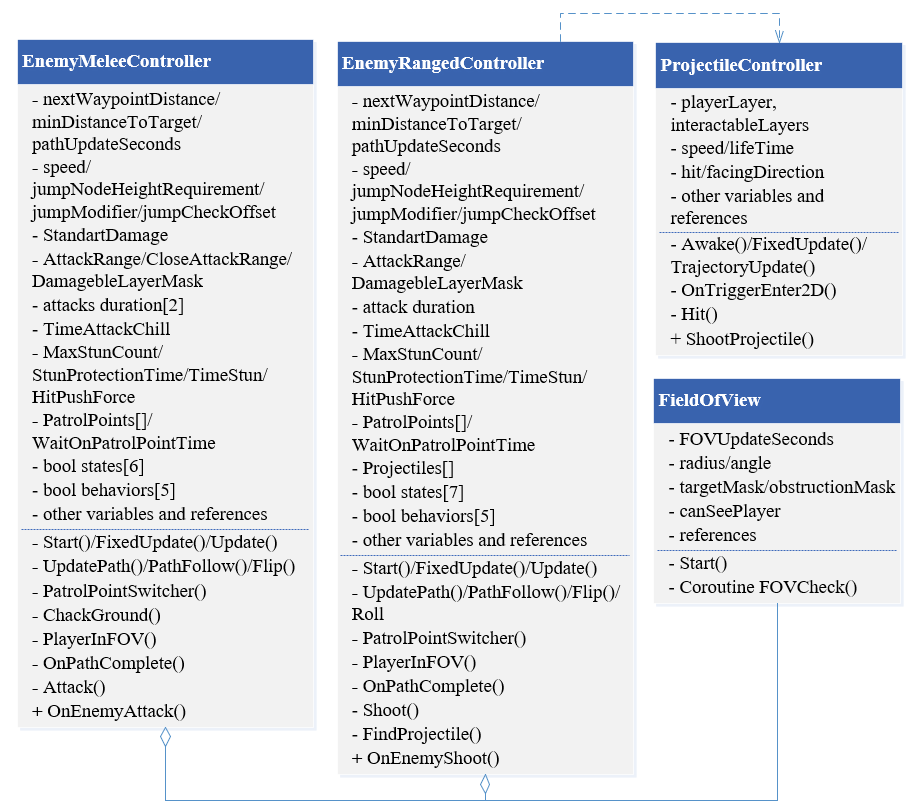 EnemyMeleeController
- nextWaypointDistance/
minDistanceToTarget/
pathUpdateSeconds
- speed/
jumpNodeHeightRequirement/
jumpModifier/jumpCheckOffset
- StandartDamage
- AttackRange/CloseAttackRange/
DamagebleLayerMask
- attacks duration[2]
- TimeAttackChill
- MaxStunCount/
StunProtectionTime/TimeStun/
HitPushForce
- PatrolPoints[]/
WaitOnPatrolPointTime
- bool states[6]
- bool behaviors[5]
- other variables and references
- Start()/FixedUpdate()/Update()
- UpdatePath()/PathFollow()/Flip()
- PatrolPointSwitcher()
- ChackGround()
- PlayerInFOV()
- OnPathComplete()
- Attack()
+ OnEnemyAttack()
EnemyRangedController
- nextWaypointDistance/
minDistanceToTarget/
pathUpdateSeconds
- speed/
jumpNodeHeightRequirement/
jumpModifier/jumpCheckOffset
- StandartDamage
- AttackRange/
DamagebleLayerMask
- attack duration
- TimeAttackChill
- MaxStunCount/
StunProtectionTime/TimeStun/
HitPushForce
- PatrolPoints[]/
WaitOnPatrolPointTime
- Projectiles[]
- bool states[7]
- bool behaviors[5]
- other variables and references
- Start()/FixedUpdate()/Update()
- UpdatePath()/PathFollow()/Flip()/
Roll
- PatrolPointSwitcher()
- PlayerInFOV()
- OnPathComplete()
- Shoot()
- FindProjectile()
+ OnEnemyShoot()
ProjectileController
- playerLayer,
interactableLayers
- speed/lifeTime
- hit/facingDirection
- other variables and
references
- Awake()/FixedUpdate()/
TrajectoryUpdate()
- OnTriggerEnter2D()
- Hit()
+ ShootProjectile()
FieldOfView
- FOVUpdateSeconds
- radius/angle
- targetMask/obstructionMask
- canSeePlayer
- references
- Start()
- Coroutine FOVCheck()